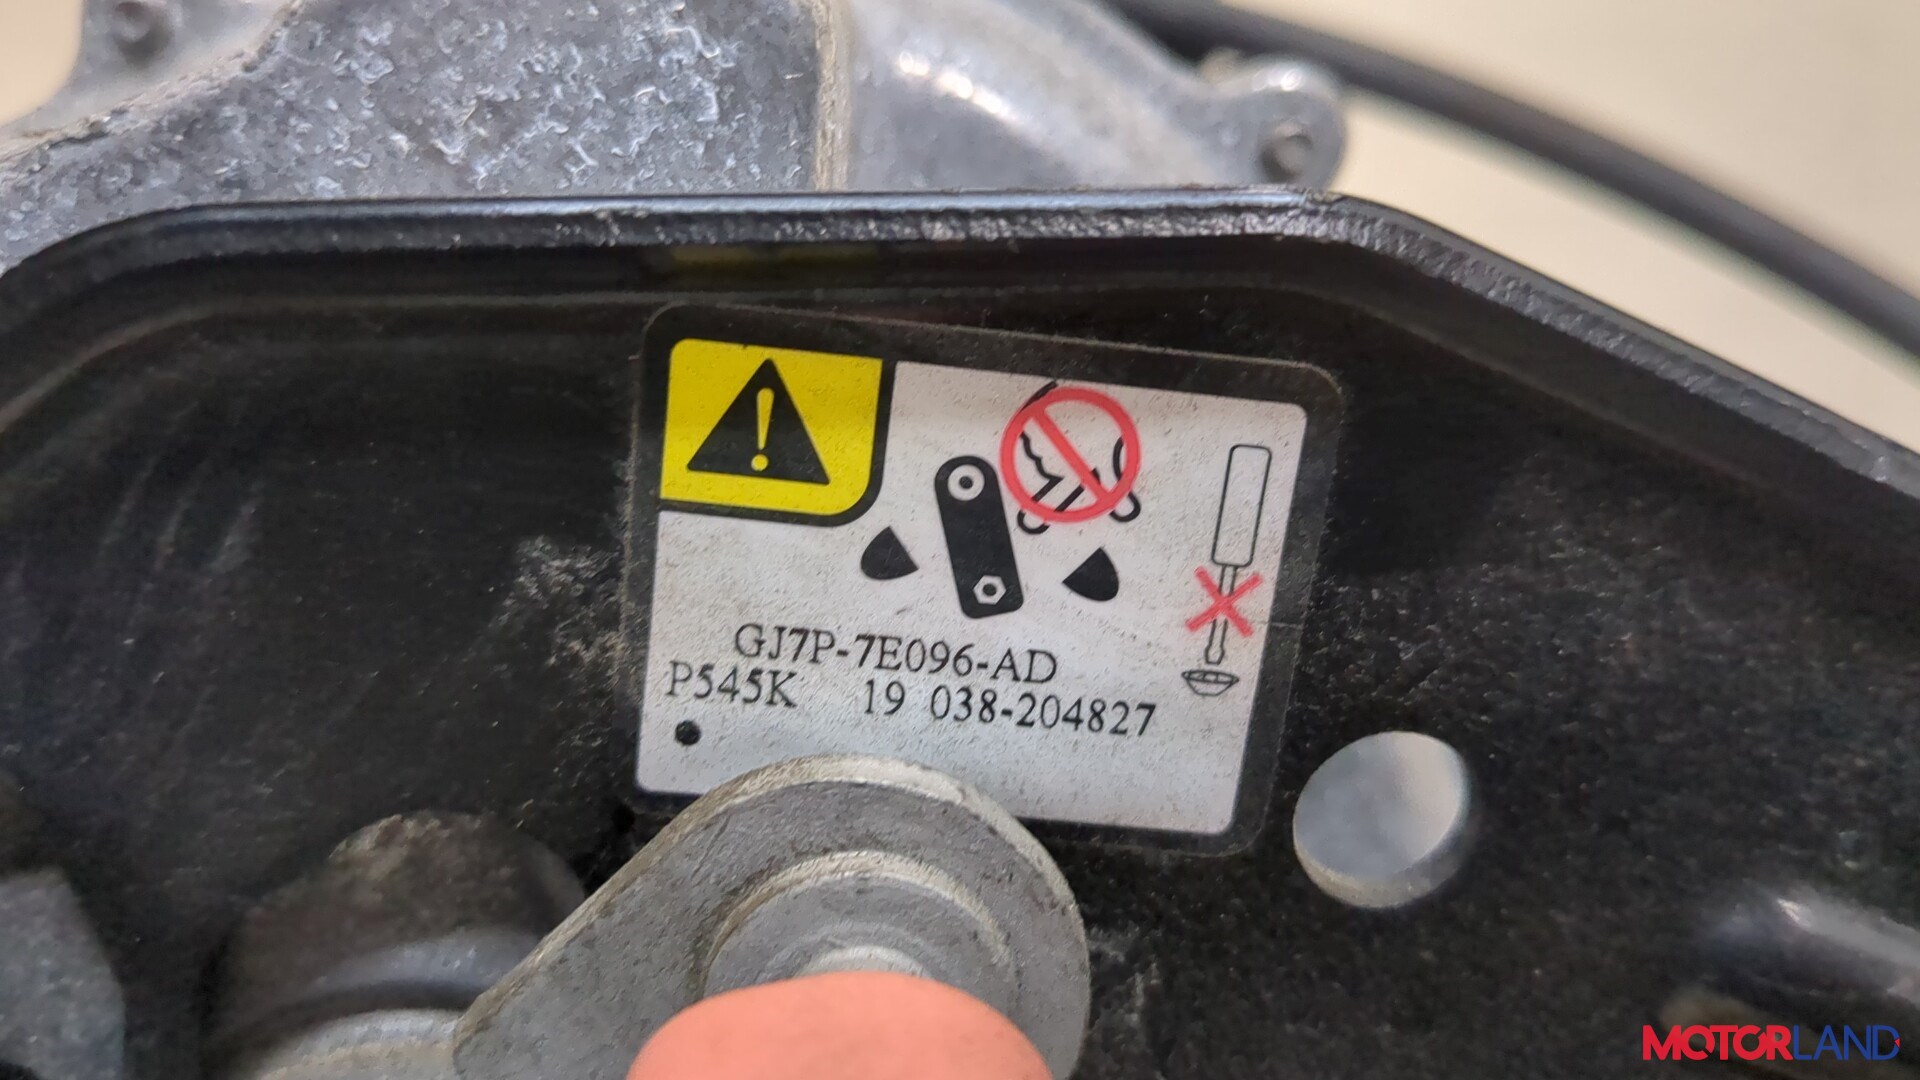 GJ7P-7E096-AD
P545K 19 038-204827
MOTORLAND